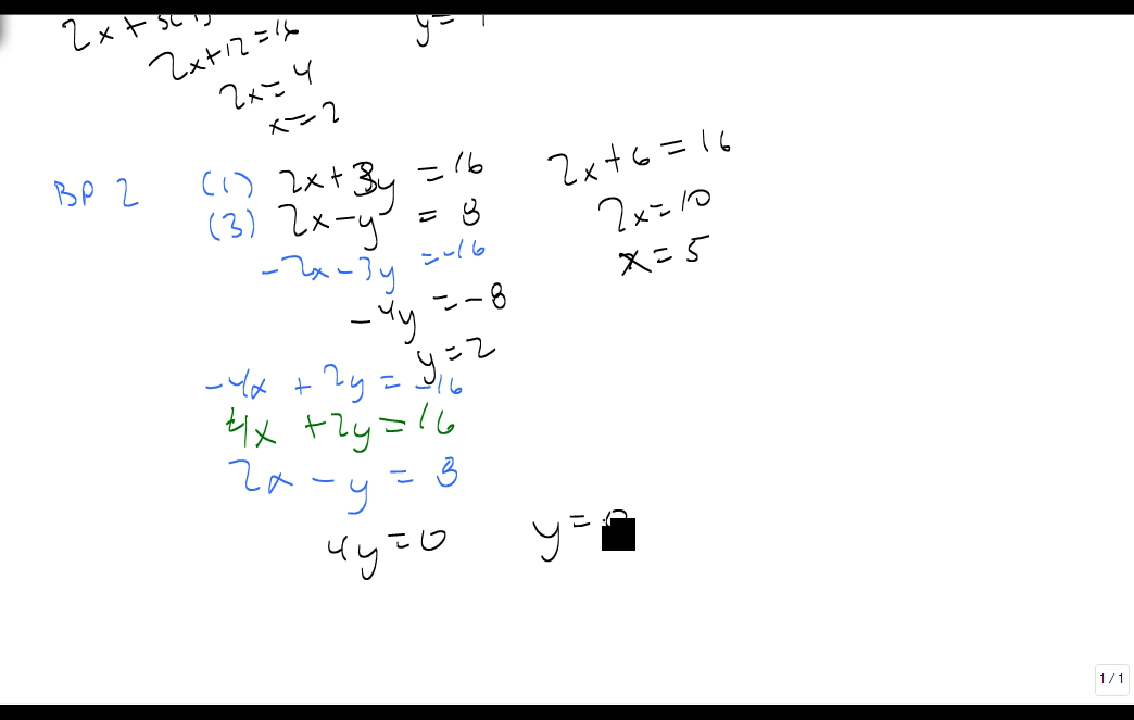 2x+12=16
2x=4
x=2
BP 2 (1) 2x+3y=16
(3) 2x-y=8
-2x-3y=-16
-4y=-8
y=2
2x+6=16
2x=10
x=5
-4x+2y=-16
4x+2y=16
2x-y=8
4y=0
y=
1/1